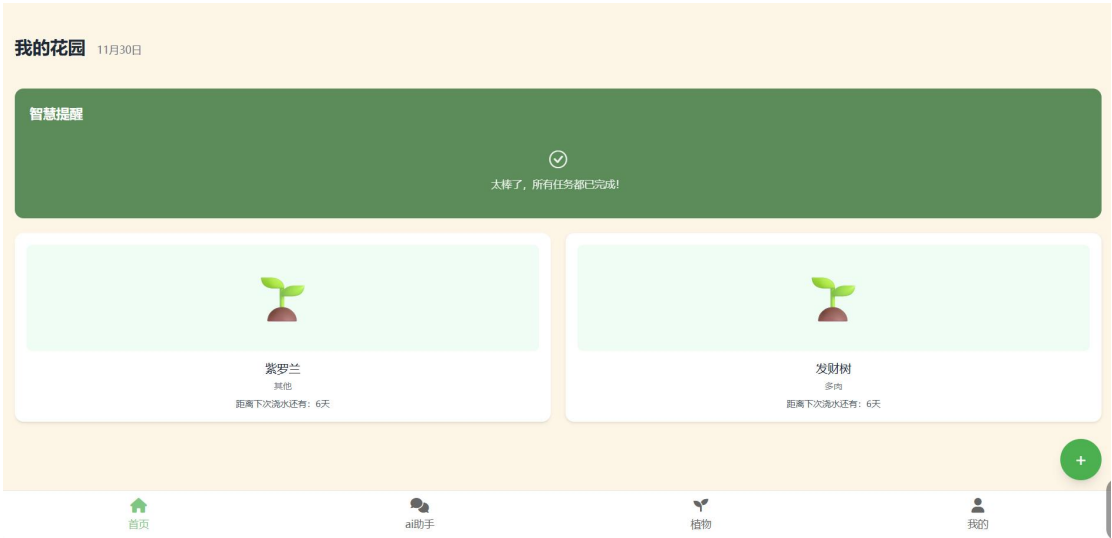 我的花园 11月30日
智慧提醒
太棒了，所有任务都已完成!
紫罗兰
其他
距离下次浇水还有：6天
发财树
多肉
距离下次浇水还有：6天
+
首页
ai助手
植物
我的